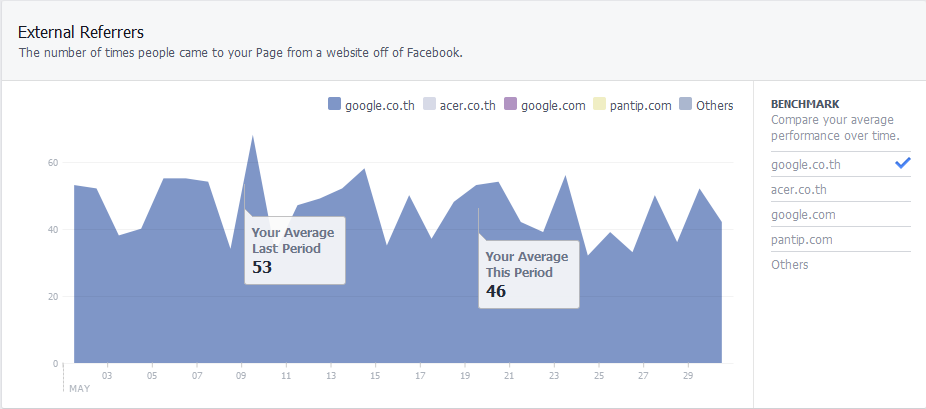 External Referrers
The number of times people came to your Page from a website off of Facebook.
google.co.th acer.co.th google.com pantip.com Others
60
40
20
0
Your Average
Last Period
53
Your Average
This Period
46
03 05 07 09 11 13 15 17 19 21 23 25 27 29
MAY
BENCHMARK
Compare your average
performance over time.
google.co.th
acer.co.th
google.com
pantip.com
Others